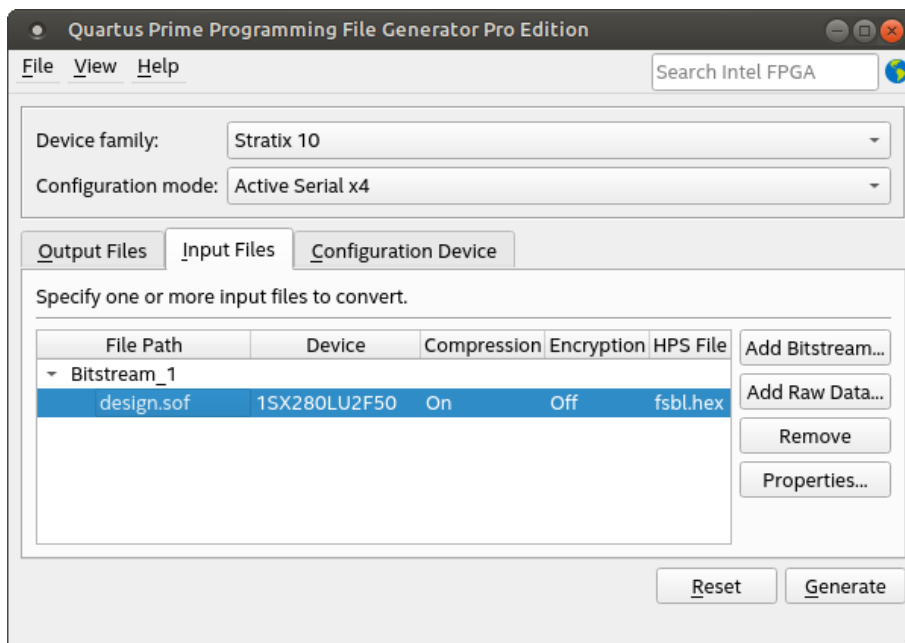 Quartus Prime Programming File Generator Pro Edition
File View Help Search Intel FPGA
Device family: Stratix 10
Configuration mode: Active Serial x4
Output Files Input Files Configuration Device
Specify one or more input files to convert.
File Path Device Compression Encryption HPS File
Bitstream_1
design.sof 1SX280LU2F50 On Off fsbl.hex
Add Bitstream...
Add Raw Data...
Remove
Properties...
Reset Generate